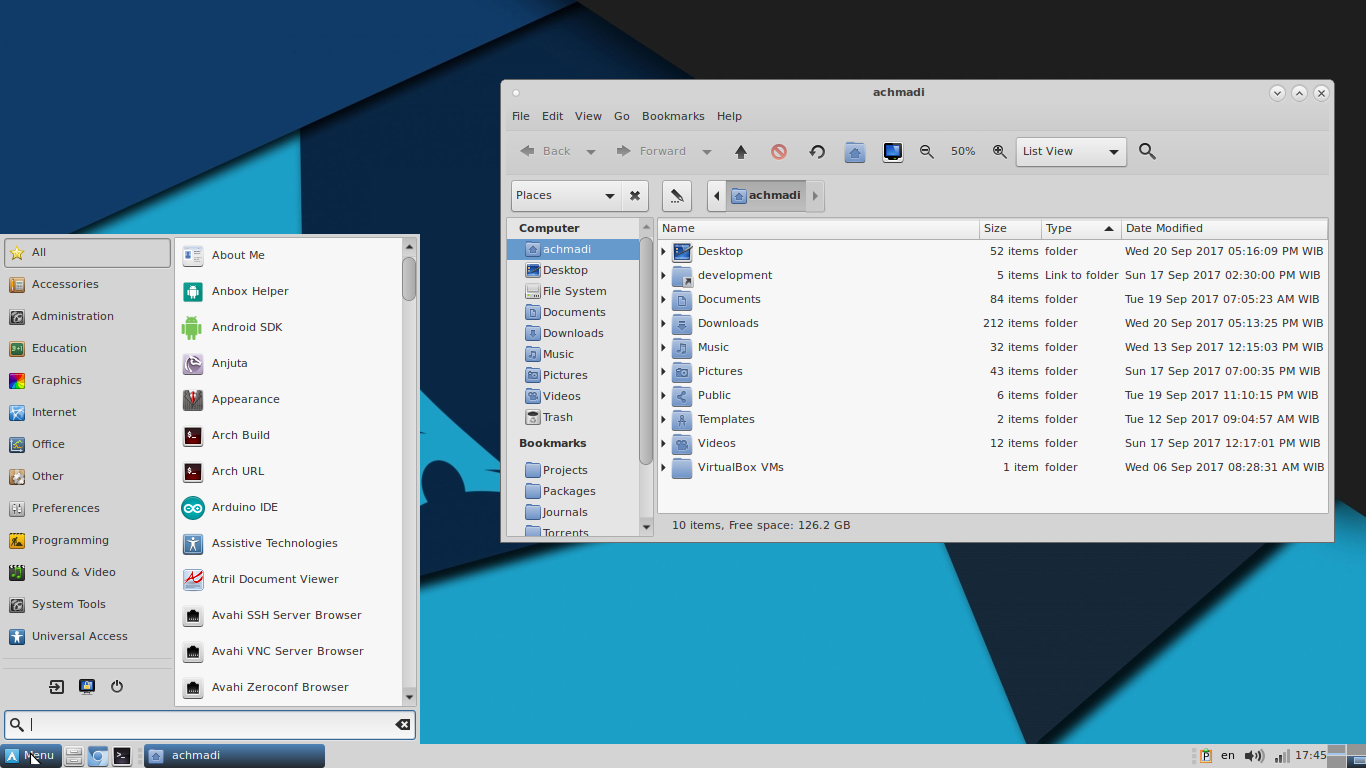 achmadi
File Edit View Go Bookmarks Help
Back Forward 50% List View
Places achmadi
Computer
achmadi
Desktop
File System
Documents
Downloads
Music
Pictures
Videos
Trash
Bookmarks
Projects
Packages
Journals
Torrents
Name Size Type Date Modified
Desktop 52 items folder Wed 20 Sep 2017 05:16:09 PM WIB
development 5 items Link to folder Sun 17 Sep 2017 02:30:00 PM WIB
Documents 84 items folder Tue 19 Sep 2017 07:05:23 AM WIB
Downloads 212 items folder Wed 20 Sep 2017 05:13:25 PM WIB
Music 32 items folder Wed 13 Sep 2017 12:15:03 PM WIB
Pictures 43 items folder Sun 17 Sep 2017 07:00:35 PM WIB
Public 6 items folder Tue 19 Sep 2017 11:10:15 PM WIB
Templates 2 items folder Tue 12 Sep 2017 09:04:57 AM WIB
Videos 12 items folder Sun 17 Sep 2017 12:17:01 PM WIB
VirtualBox VMs 1 item folder Wed 06 Sep 2017 08:28:31 AM WIB
10 items, Free space: 126.2 GB
All
Accessories
Administration
Education
Graphics
Internet
Office
Other
Preferences
Programming
Sound & Video
System Tools
Universal Access
About Me
Anbox Helper
Android SDK
Anjuta
Appearance
Arch Build
Arch URL
Arduino IDE
Assistive Technologies
Atril Document Viewer
Avahi SSH Server Browser
Avahi VNC Server Browser
Avahi Zeroconf Browser
Menu achmadi en 17:45